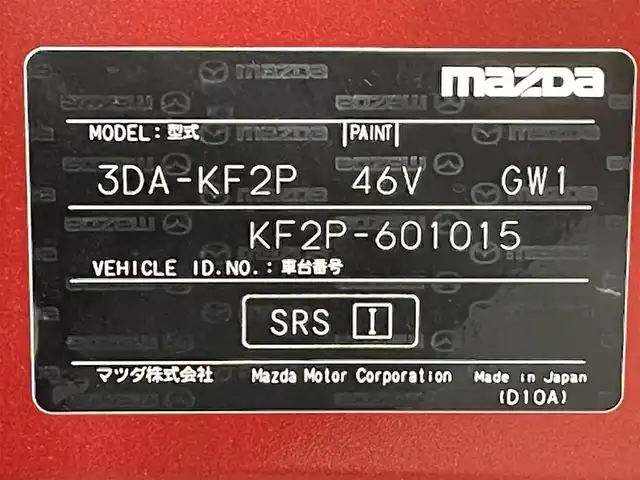 mazda
MODEL: 型式 PAINT
3DA-KF2P 46V GW1
KF2P-601015
VEHICLE ID.NO.: 車台番号
SRS I
マツダ株式会社 Mazda Motor Corporation Made in Japan
(D10A)